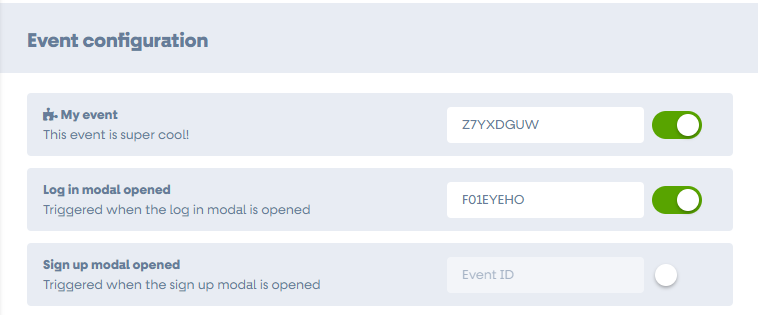 Event configuration
My event
This event is super cool!
Z7YXDGUW
Log in modal opened
Triggered when the log in modal is opened
F01EYEHO
Sign up modal opened
Triggered when the sign up modal is opened
Event ID